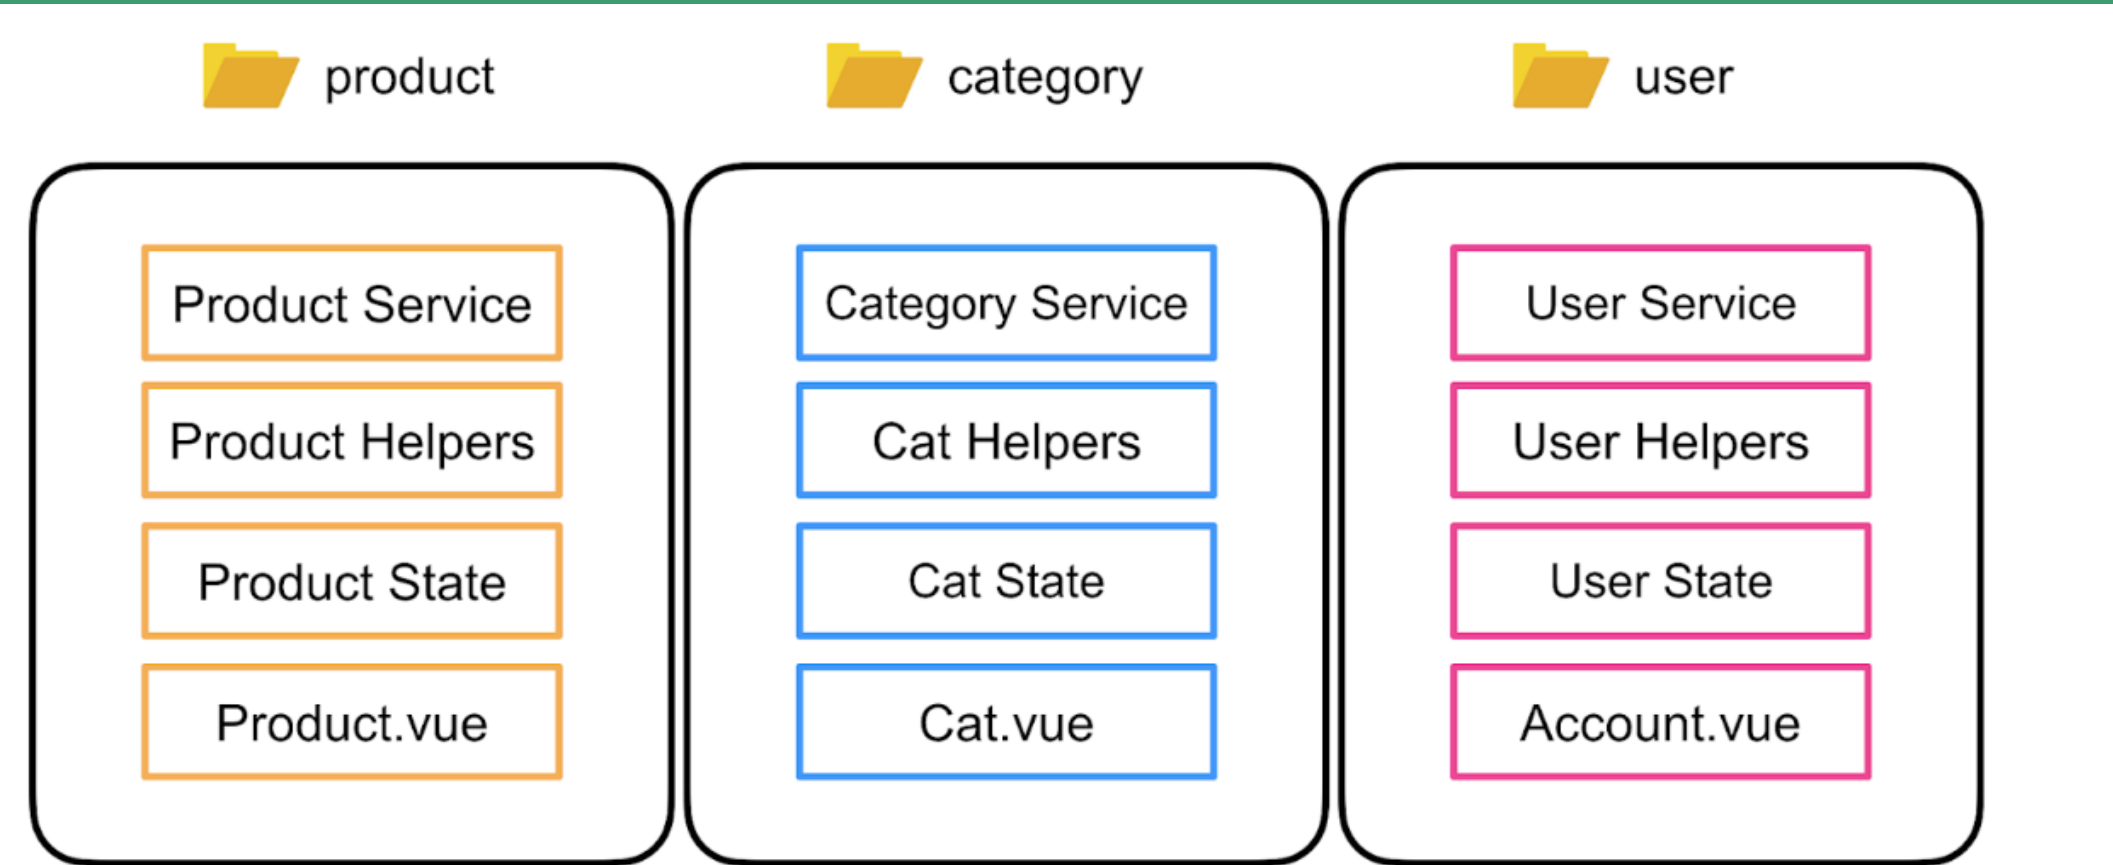 product
category
user
Product Service
Product Helpers
Product State
Product.vue
Category Service
Cat Helpers
Cat State
Cat.vue
User Service
User Helpers
User State
Account.vue